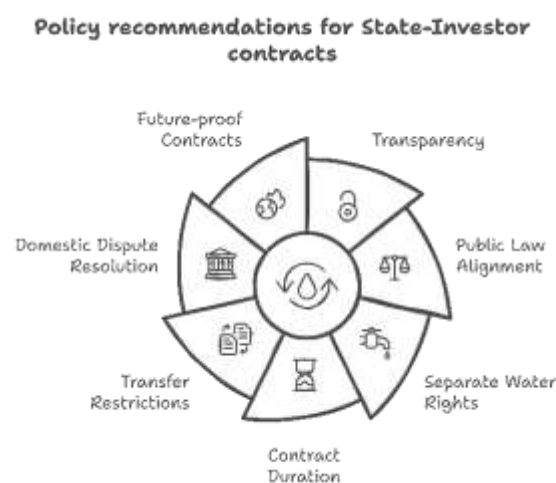 Policy recommendations for State-Investor
contracts
Future-proof
Contracts
Transparency
Domestic Dispute
Resolution
Public Law
Alignment
Transfer
Restrictions
Separate Water
Rights
Contract
Duration